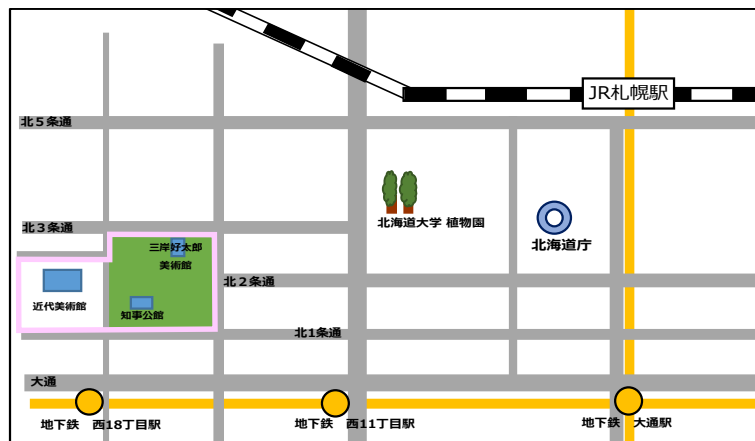 JR札幌駅
北5条通
北海道大学 植物園
北3条通
北海道庁
三岸好太郎
美術館
北2条通
近代美術館
知事公館
北1条通
大通
地下鉄 西18丁目駅
地下鉄 西11丁目駅
地下鉄 大通駅